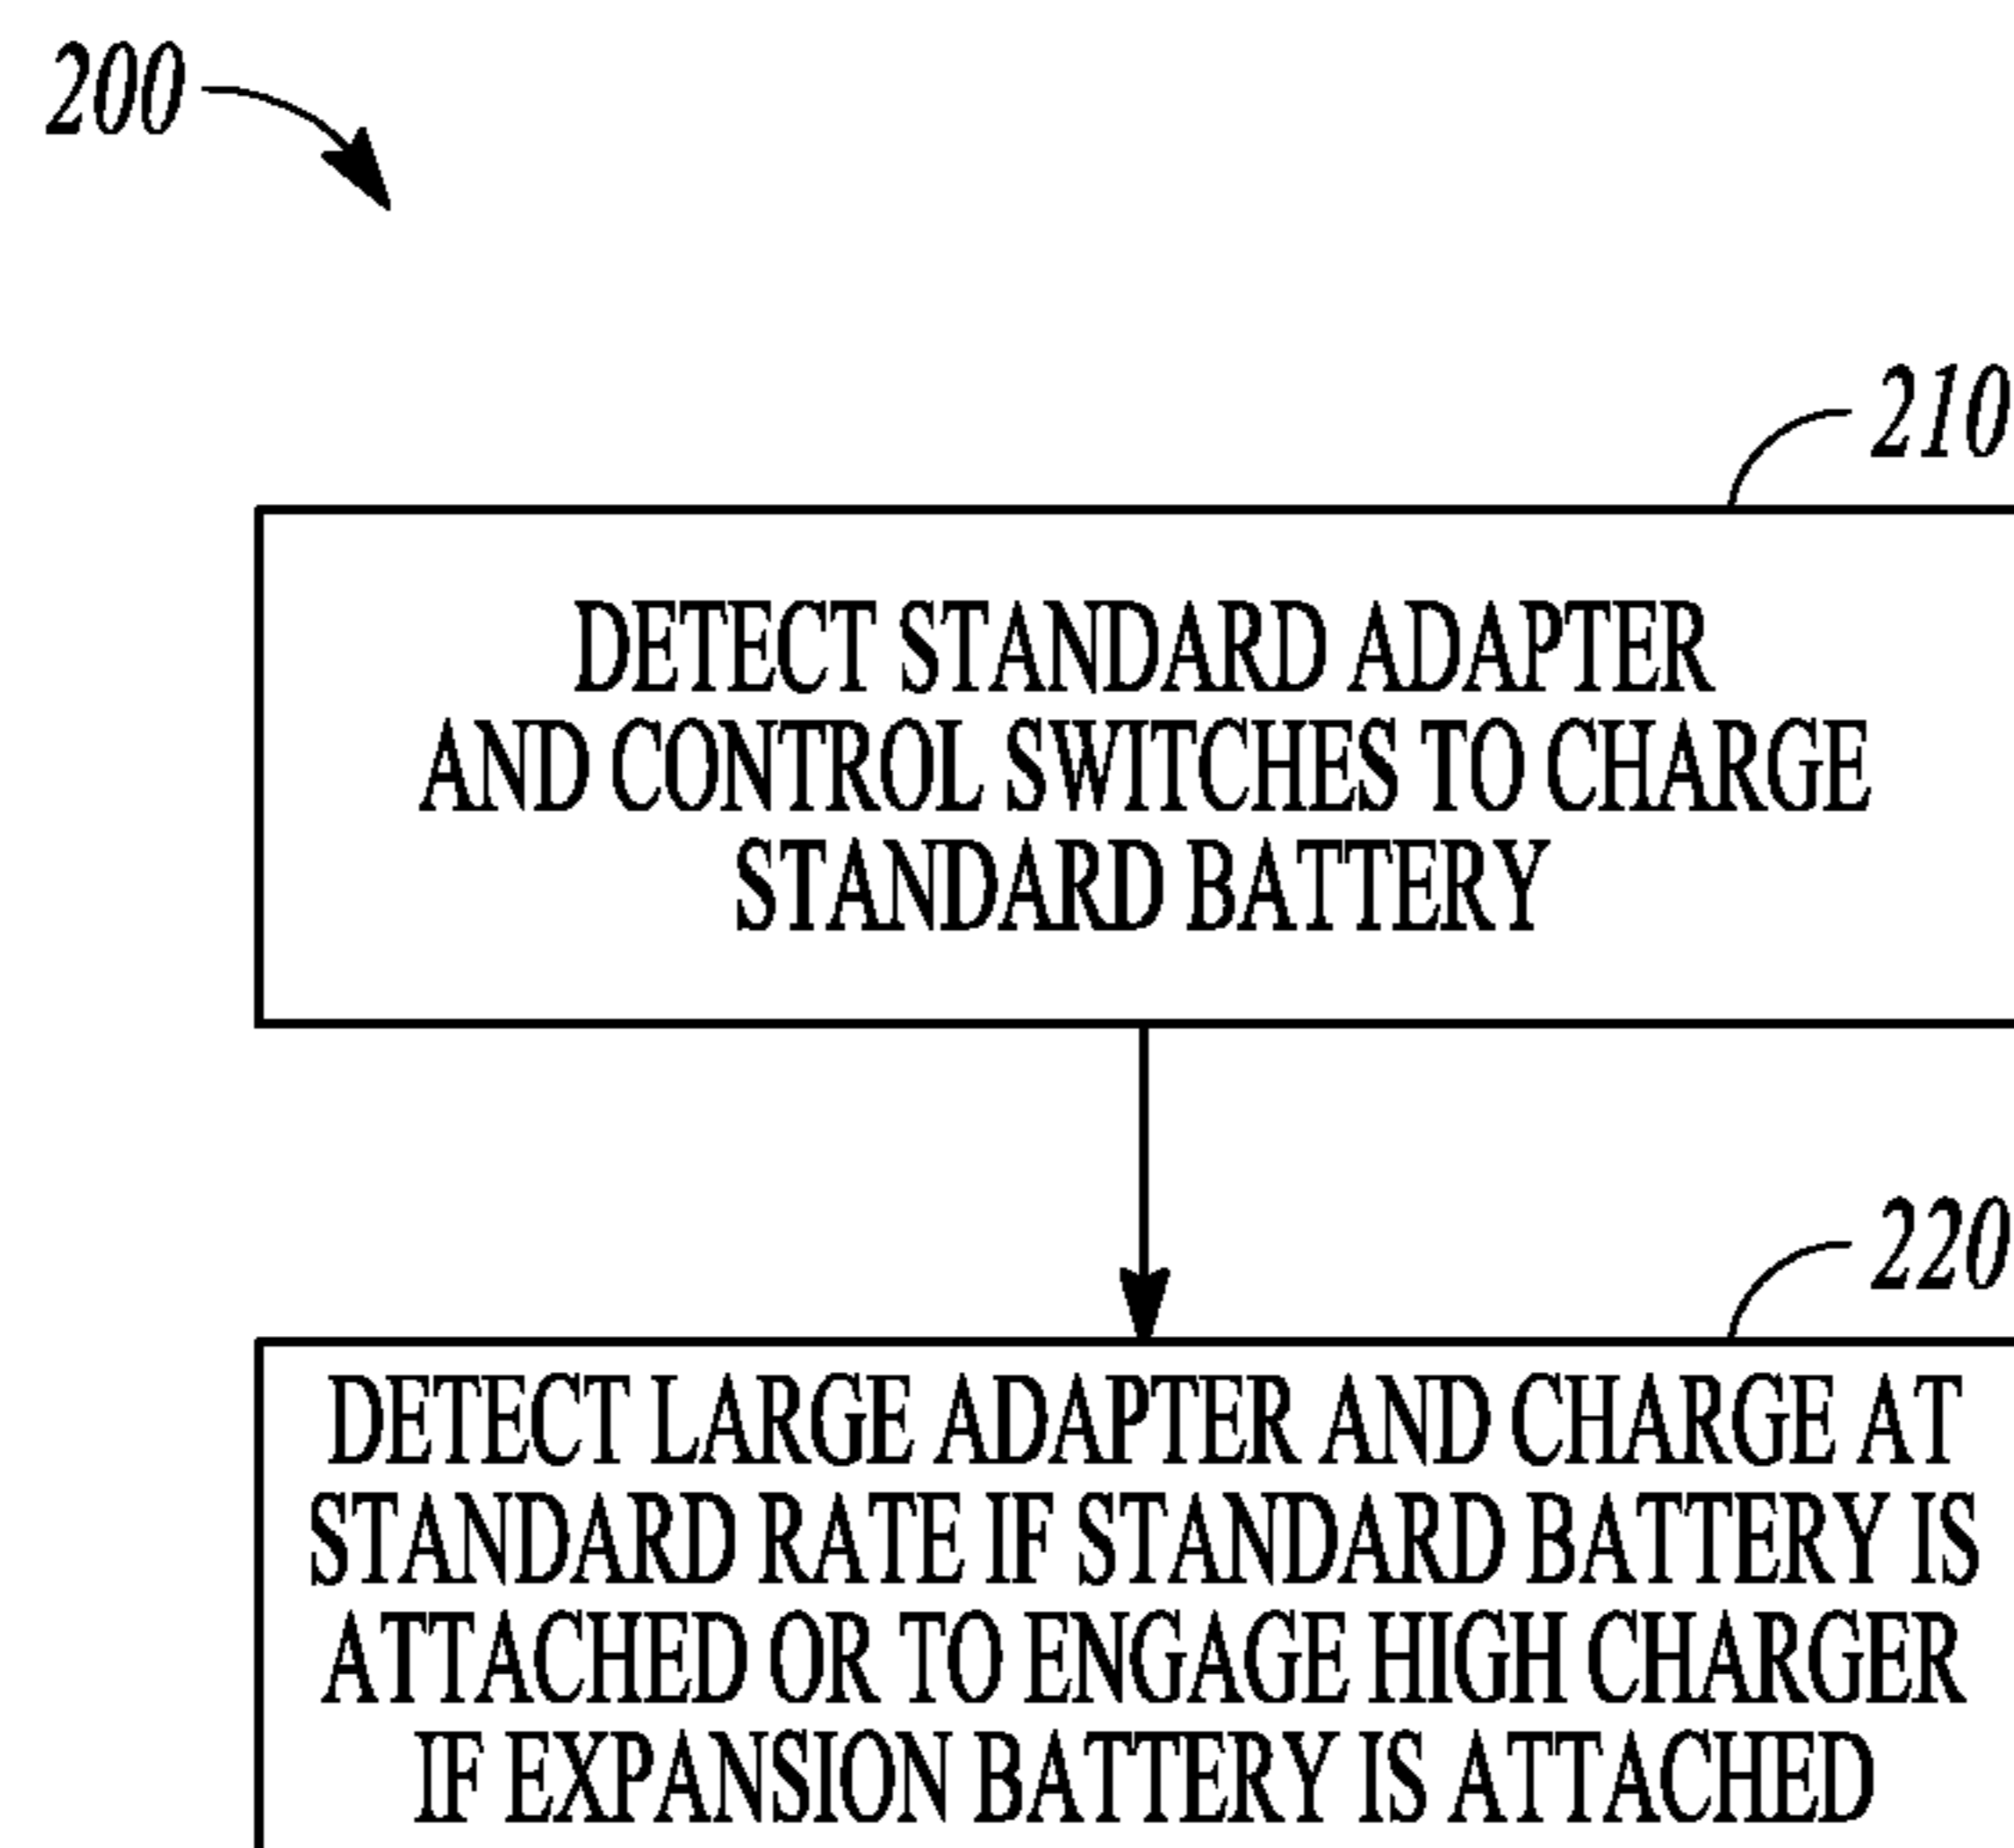 200
210
DETECT STANDARD ADAPTER
AND CONTROL SWITCHES TO CHARGE
STANDARD BATTERY
220
DETECT LARGE ADAPTER AND CHARGE AT
STANDARD RATE IF STANDARD BATTERY IS
ATTACHED OR TO ENGAGE HIGH CHARGER
IF EXPANSION BATTERY IS ATTACHED